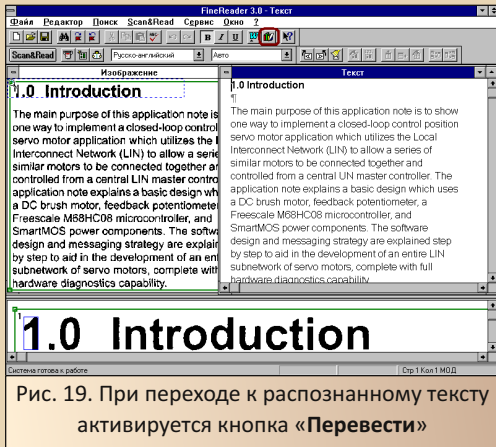 FineReader 3.0 - Текст
Файл Редактор Поиск Scan&Read Сервис Окно ?
B I U
Scan&Read Русско-английский Авто
Изображение
1.0 Introduction
The main purpose of this application note is
one way to implement a closed-loop control
servo motor application which utilizes the l
Interconnect Network (LIN) to allow a serie
similar motors to be connected together ar
controlled from a central LIN master contro
application note explains a basic design wh
a DC brush motor, feedback potentiometer
Freescale M68HC08 microcontroller, and
SmartMOS power components. The softwa
design and messaging strategy are explain
by step to aid in the development of an ent
subnetwork of servo motors, complete with
hardware diagnostics capability.
Текст
1.0 Introduction
¶
The main purpose of this application note is to show
one way to implement a closed-loop control position
servo motor application which utilizes the Local
Interconnect Network (LIN) to allow a series of
similar motors to be connected together and
controlled from a central UN master controller. The
application note explains a basic design which uses
a DC brush motor, feedback potentiometer, a
Freescale M68HC08 microcontroller, and
SmartMOS power components. The software
design and messaging strategy are explained step
by step to aid in the development of an entire LIN
subnetwork of servo motors, complete with full
hardware diagnostics capability
1
1.0 Introduction
Система готова к работе Стр 1 Кол 1 МОД
Рис. 19. При переходе к распознанному тексту
активируется кнопка «Перевести»